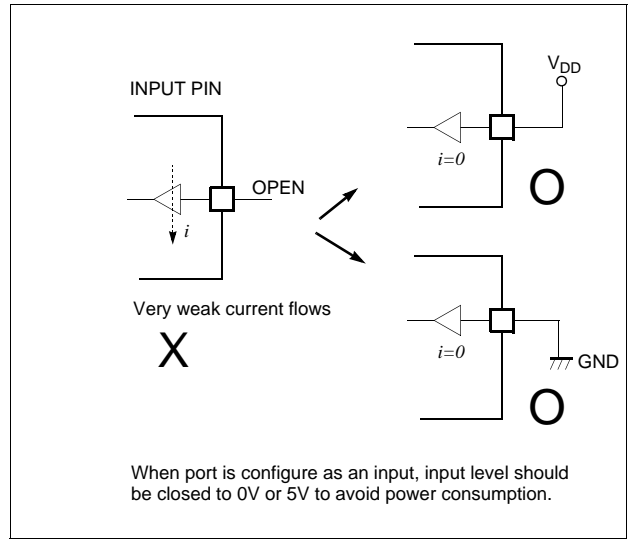 INPUT PIN
OPEN
i
Very weak current flows
X
VDD
i=0
O
i=0
GND
O
When port is configure as an input, input level should
be closed to 0V or 5V to avoid power consumption.